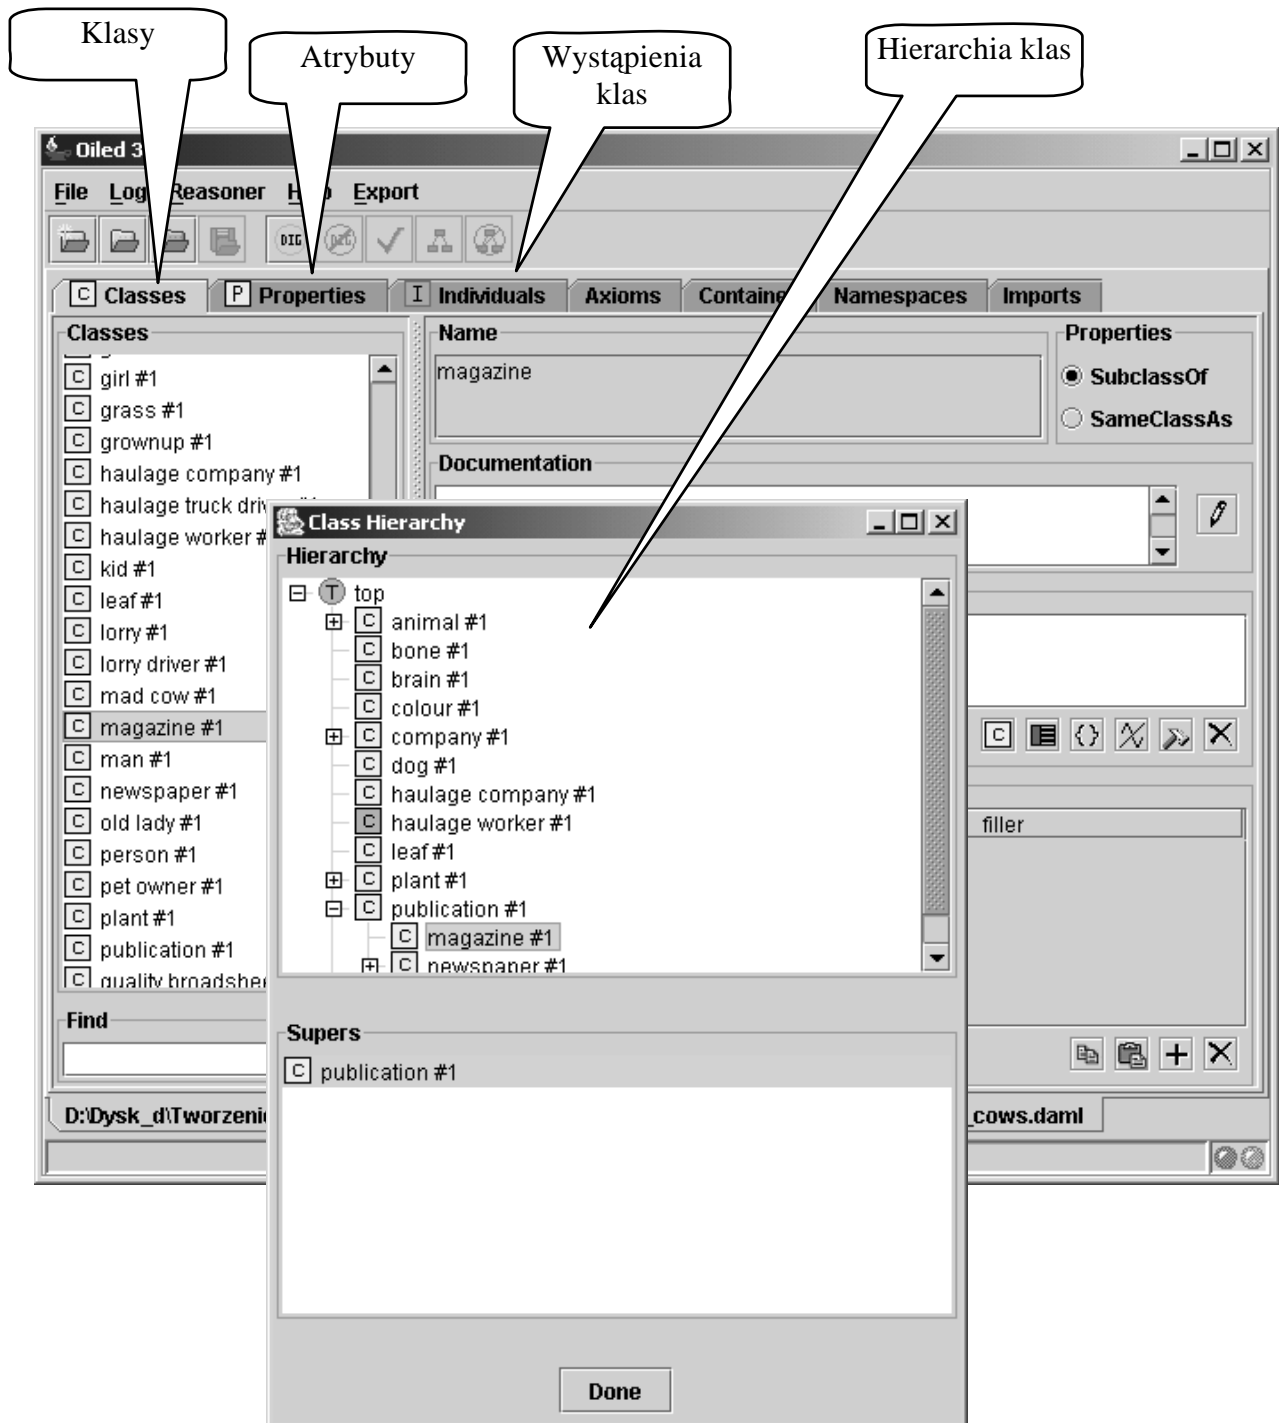 Klasy
Atrybuty
Wystąpienia
klas
Hierarchia klas
Oiled 3
File Log Reasoner Export
DIG
C Classes P Properties I Individuals Axioms Namespaces Imports
Classes
C girl #1
C grass #1
C grownup #1
C haulage company #1
C haulage truck
C haulage worker #
C kid #1
C leaf #1
C lorry #1
C lorry driver #1
C mad cow #1
C magazine #1
C man #1
C newspaper #1
C old lady #1
C person #1
C pet owner #1
C plant #1
C publication #1
C quality
Find
Name
magazine
Properties
SubclassOf
SameClassAs
Documentation
C {}
filler
Class Hierarchy
Hierarchy
T top
C animal #1
C bone #1
C brain #1
C colour #1
C company #1
C dog #1
C haulage company #1
C haulage worker #1
C leaf #1
C plant #1
C publication #1
C magazine #1
C newspaper #1
Supers
C publication #1
Done
D:\Dysk_d\Tworzeni
_cows.daml